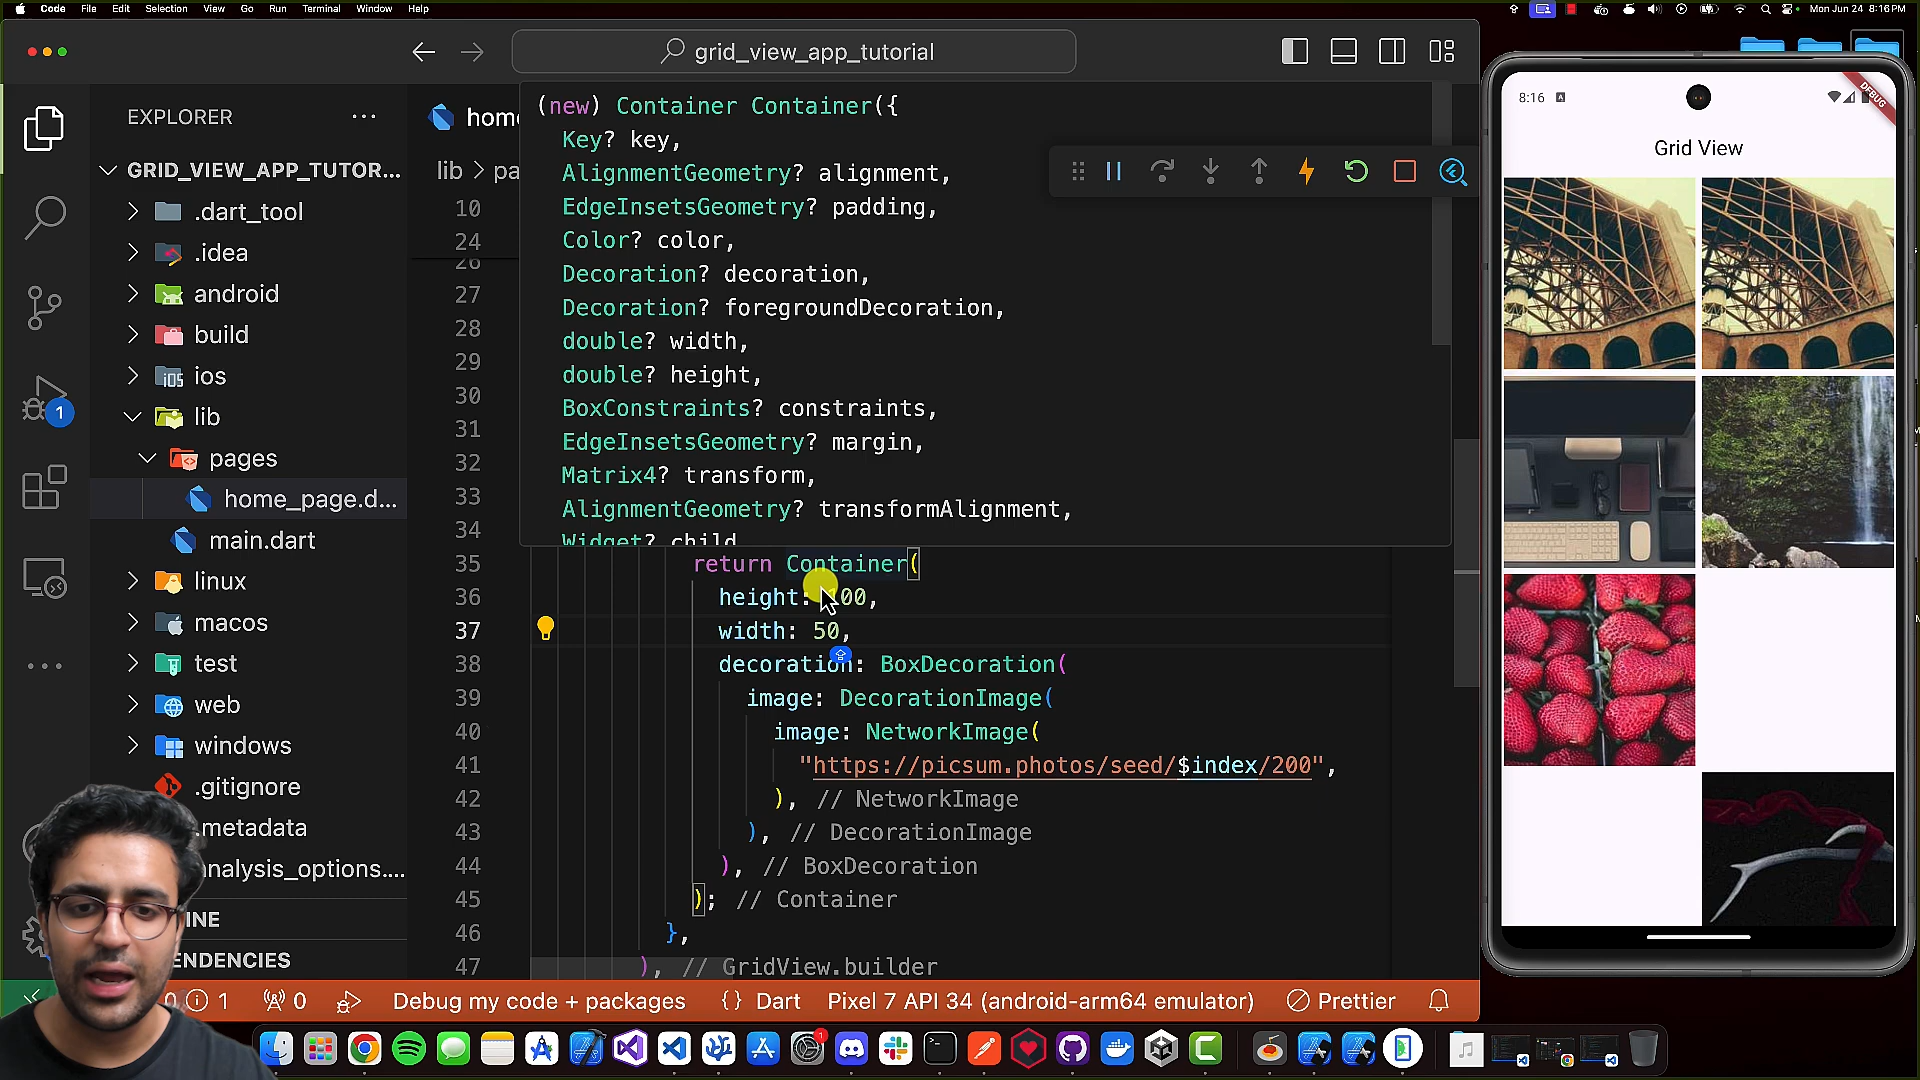 Code File Edit Selection View Go Run Terminal Window Help
Mon Jun 24 8:16 PM
grid_view_app_tutorial
EXPLORER
GRID_VIEW_APP_TUTOR...
.dart_tool
.idea
android
build
ios
lib
pages
home_page.d...
main.dart
linux
macos
test
web
windows
.gitignore
.metadata
analysis_options....
INE
ENDENCIES
1
hom
lib > pa
(new) Container Container({
Key? key,
AlignmentGeometry? alignment,
EdgeInsetsGeometry? padding,
Color? color,
Decoration? decoration,
Decoration? foregroundDecoration,
double? width,
double? height,
BoxConstraints? constraints,
EdgeInsetsGeometry? margin,
Matrix4? transform,
AlignmentGeometry? transformAlignment,
Widget? child
10
24
26
27
28
29
30
31
32
33
34
35 return Container(
36 height: 100,
37 width: 50,
38 decoration: BoxDecoration(
39 image: DecorationImage(
40 image: NetworkImage(
41 "https://picsum.photos/seed/$index/200",
42 ), // NetworkImage
43 ), // DecorationImage
44 ), // BoxDecoration
45 ); // Container
46 },
47 ), // GridView.builder
0 1 0 Debug my code + packages {} Dart Pixel 7 API 34 (android-arm64 emulator) Prettier
8:16
DEBUG
Grid View